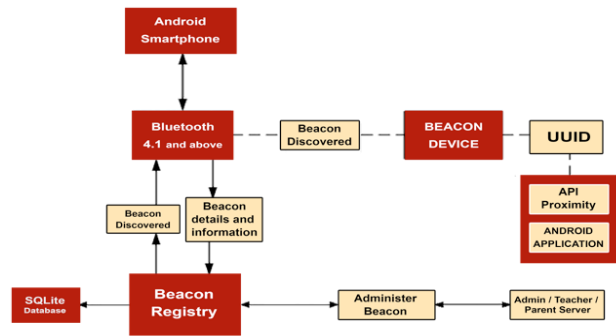 Android
Smartphone
Bluetooth
4.1 and above
Beacon
Discovered
BEACON
DEVICE
UUID
API
Proximity
ANDROID
APPLICATION
Beacon
Discovered
Beacon
details and
information
SQLite
Database
Beacon
Registry
Administer
Beacon
Admin / Teacher /
Parent Server